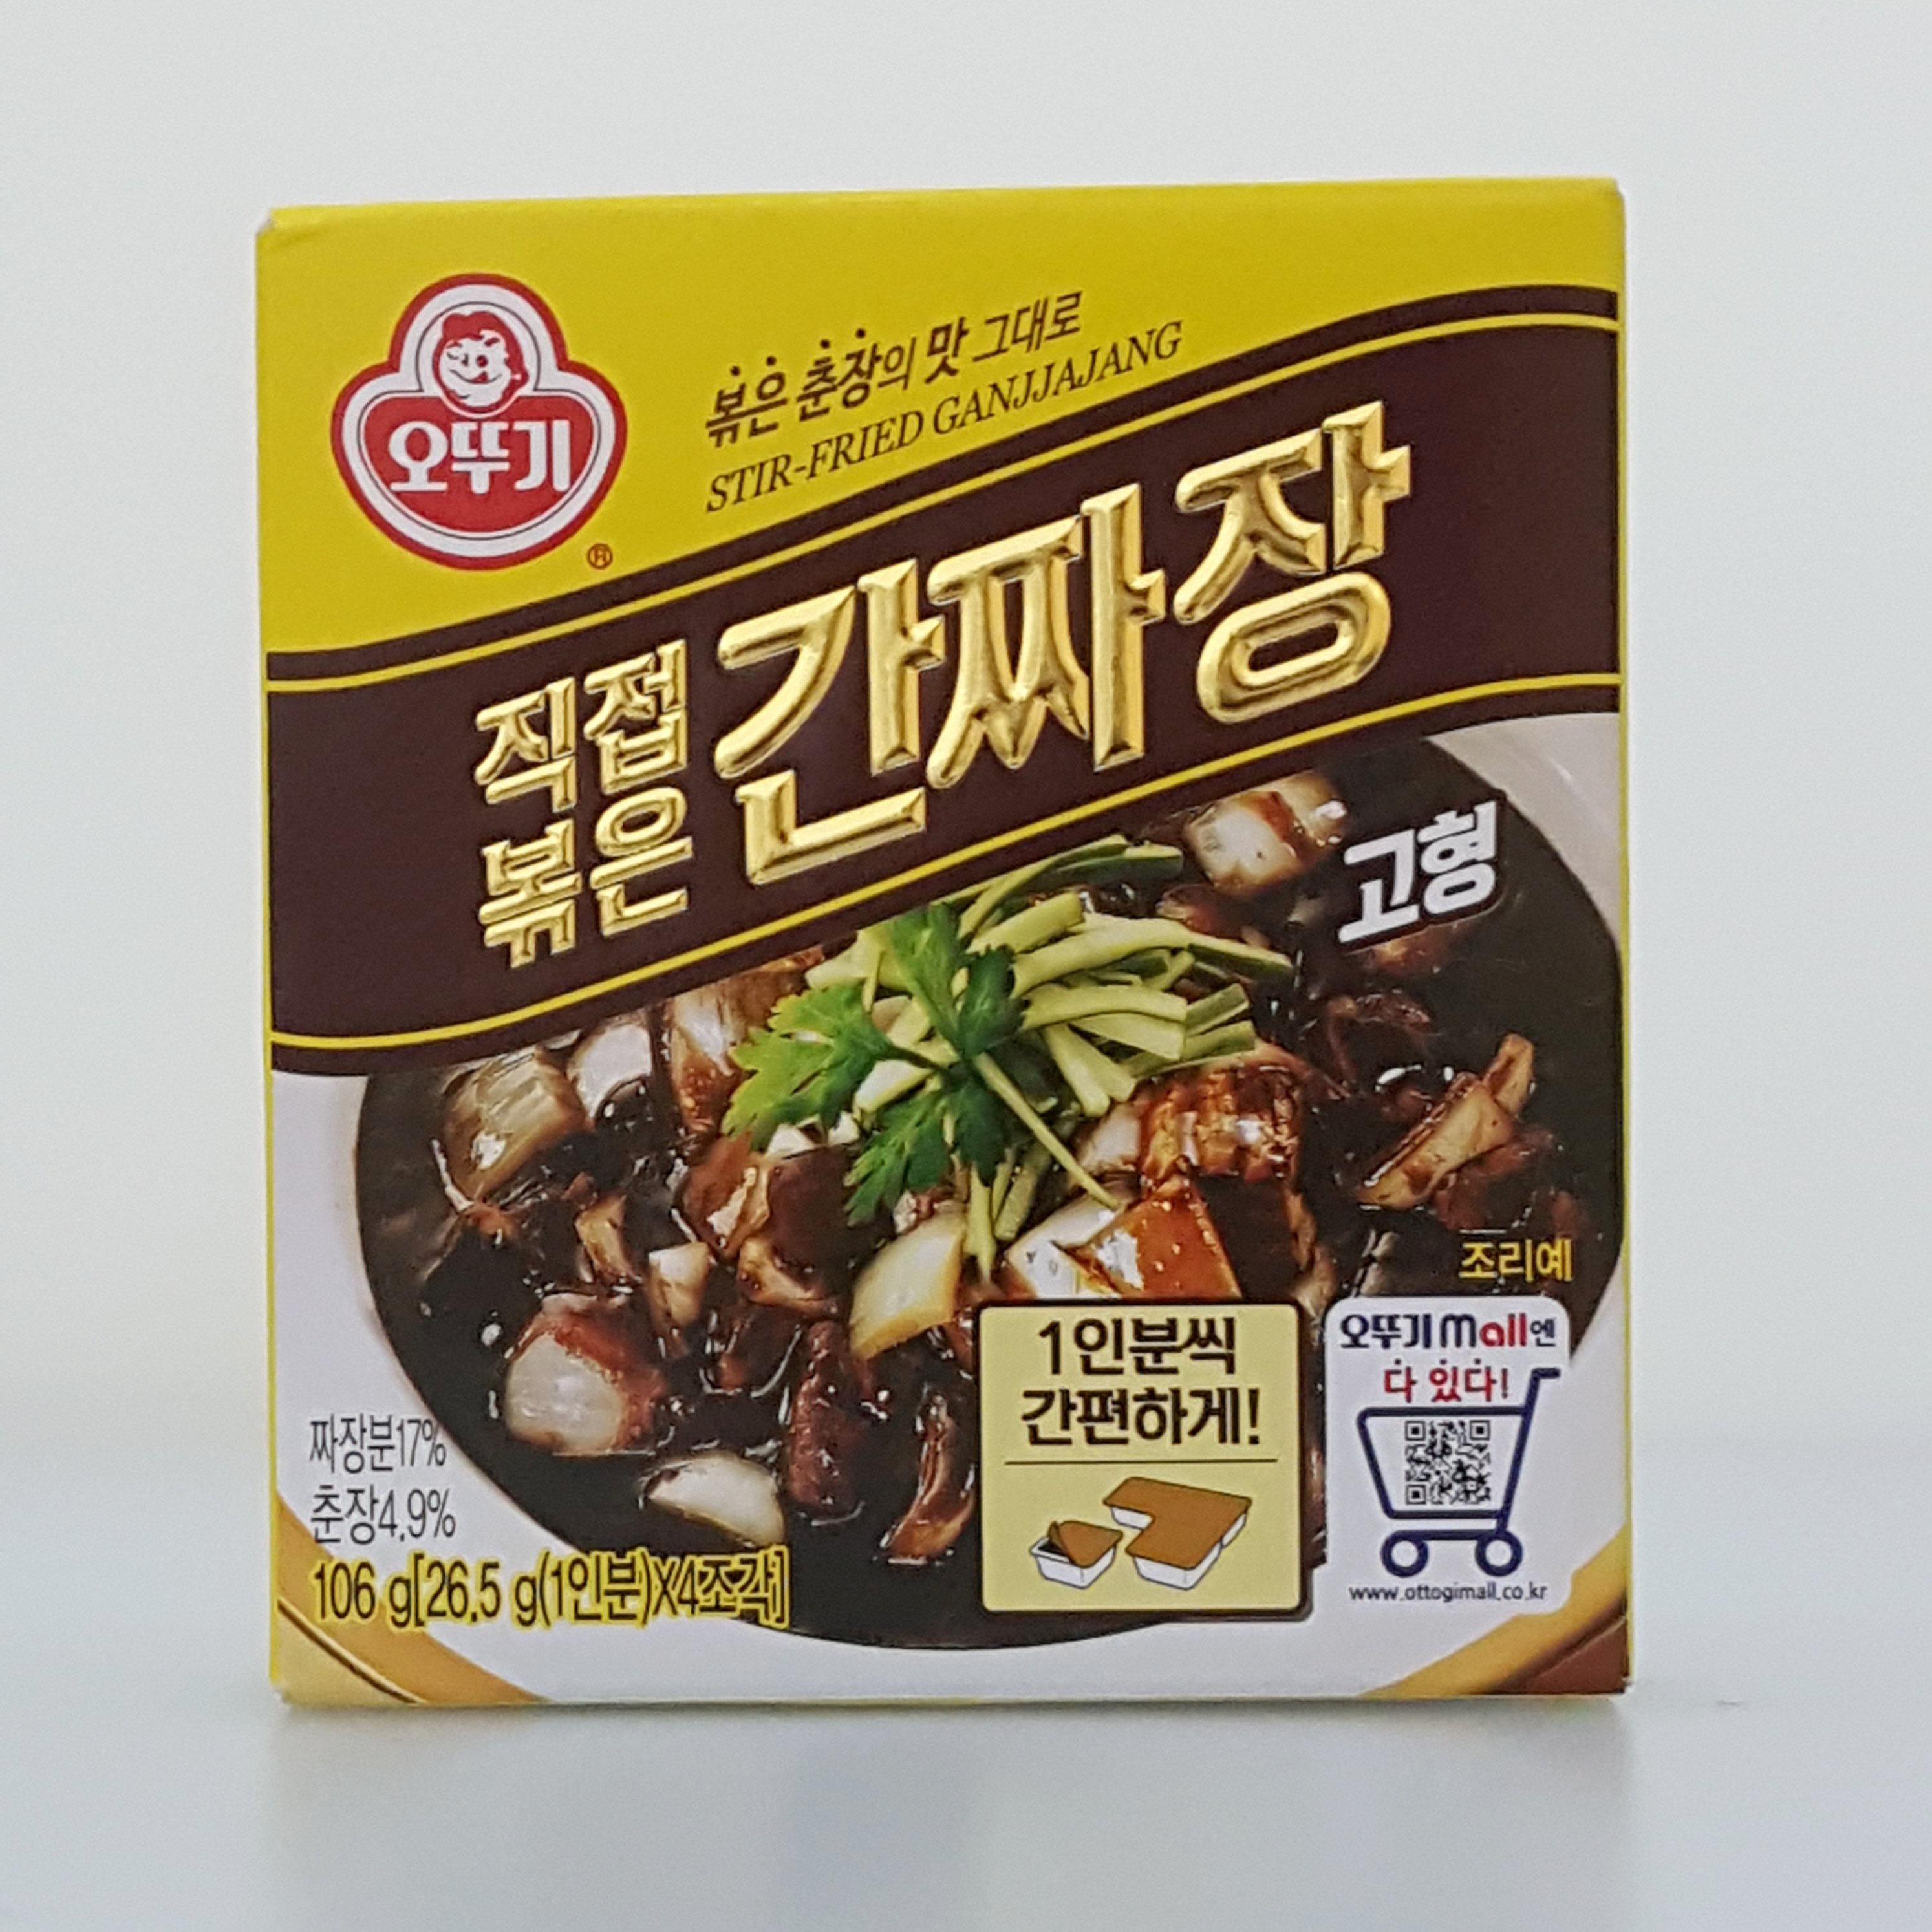 오뚜기
®
볶은 춘장의 맛 그대로
STIR-FRIED GANJJAJANG
직접
볶은
간짜장
고형
조리예
1인분씩
간편하게!
오뚜기mall엔
다 있다!
www.ottogimall.co.kr
짜장분17%
춘장4.9%
106 g[26.5 g(1인분)X4조각]